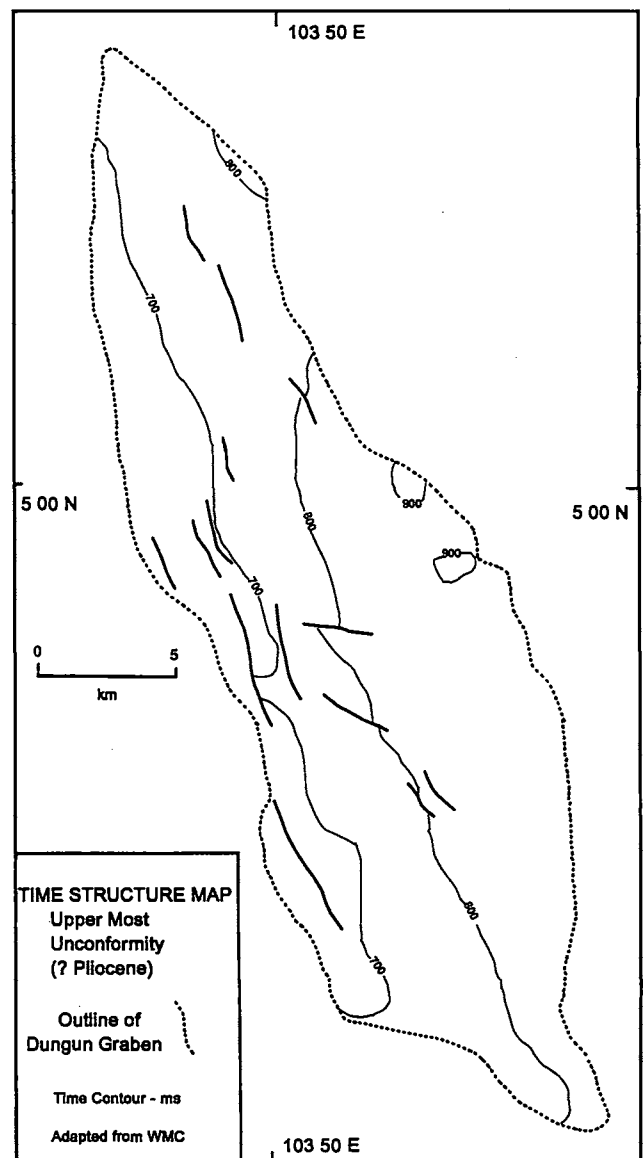 103 50 E
800
700
5 00 N
5 00 N
900
800
900
700
0 5
km
800
700
TIME STRUCTURE MAP
Upper Most
Unconformity
(? Pliocene)
Outline of
Dungun Graben
Time Contour - ms
Adapted from WMC
103 50 E